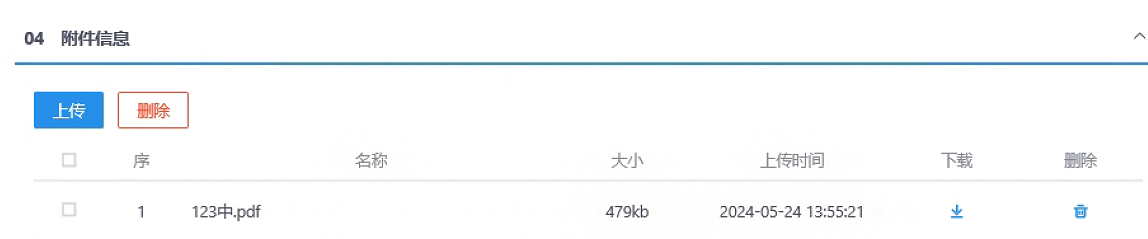 04 附件信息
上传 删除
序 名称 大小 上传时间 下载 删除
1 123中.pdf 479kb 2024-05-24 13:55:21